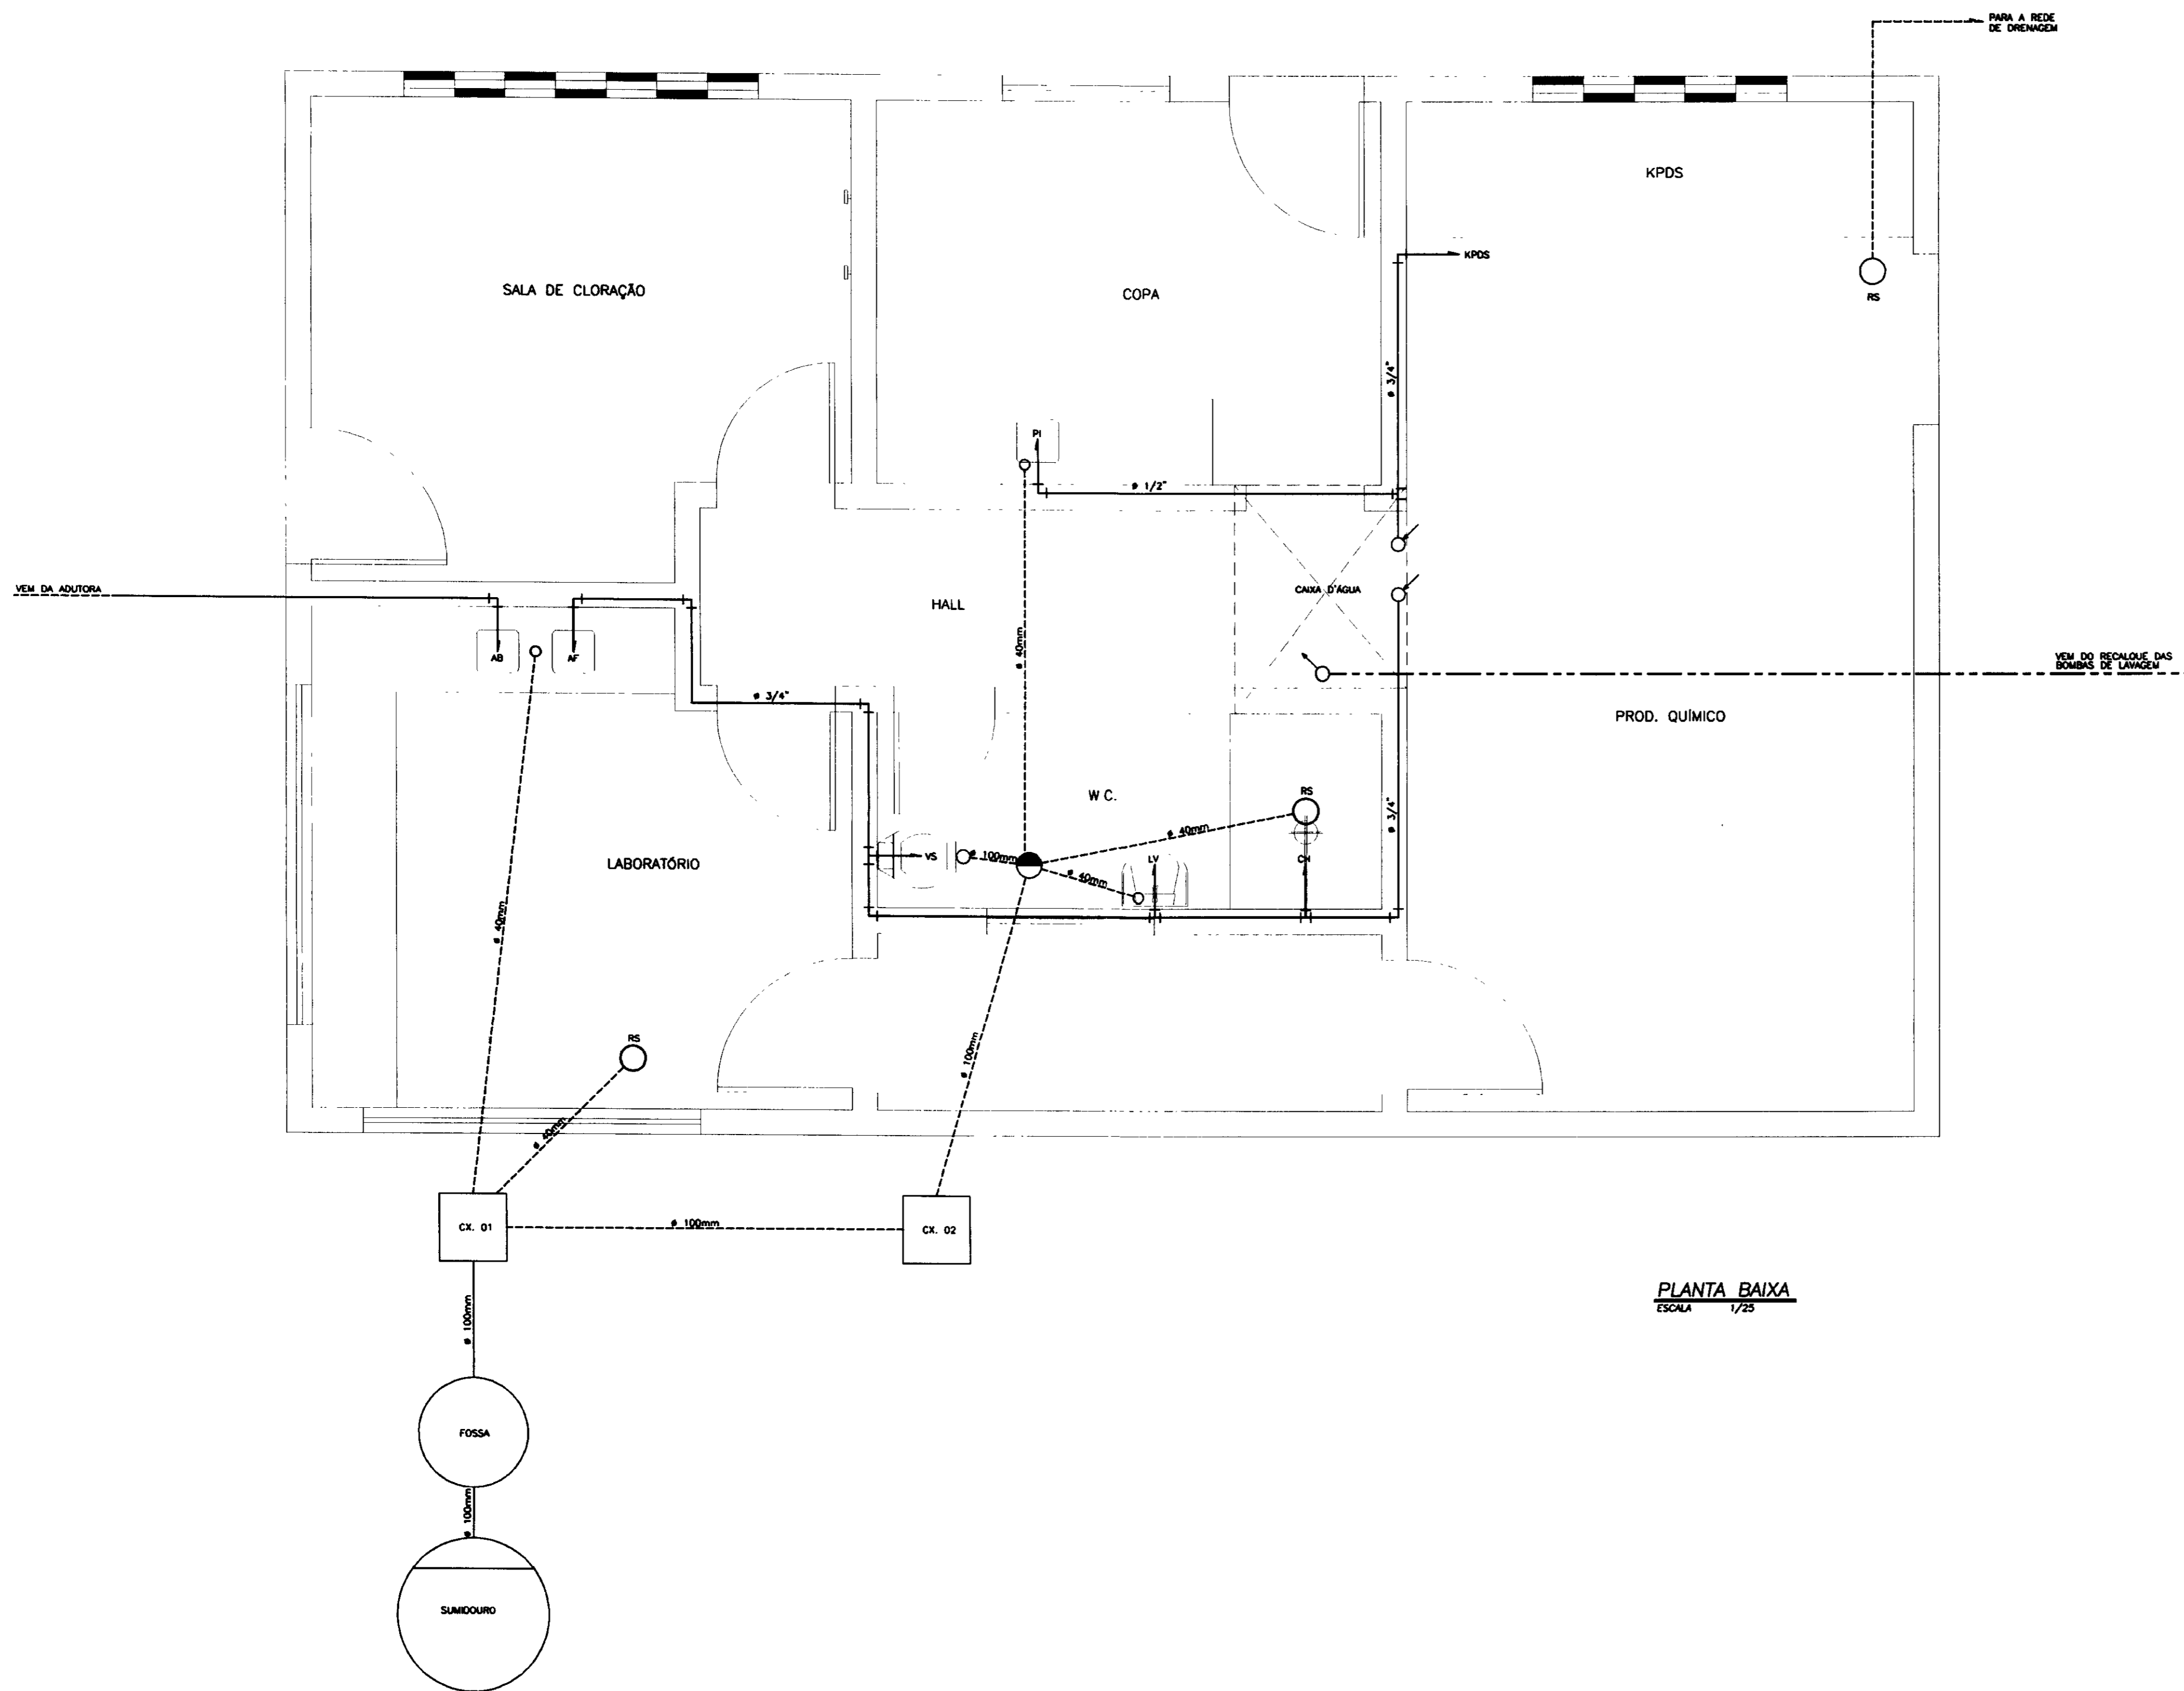 PARA A REDE
DE DRENAGEM
KPDS
KPDS
SALA DE CLORAÇÃO
COPA
RS
ø 3/4"
PI
ø 1/2"
VEM DA ADUTORA
CAIXA D'ÁGUA
HALL
ø 40mm
AB
AF
VEM DO RECALQUE DAS
BOMBAS DE LAVAGEM
ø 3/4"
PROD. QUÍMICO
RS
W C.
ø 3/4"
ø 40mm
LABORATÓRIO
VS
ø 100mm
LV
CH
ø 40mm
ø 40mm
RS
ø 100mm
ø 40mm
CX. 01
ø 100mm
CX. 02
PLANTA BAIXA
ESCALA 1/25
ø 100mm
FOSSA
ø 100mm
SUMIDOURO